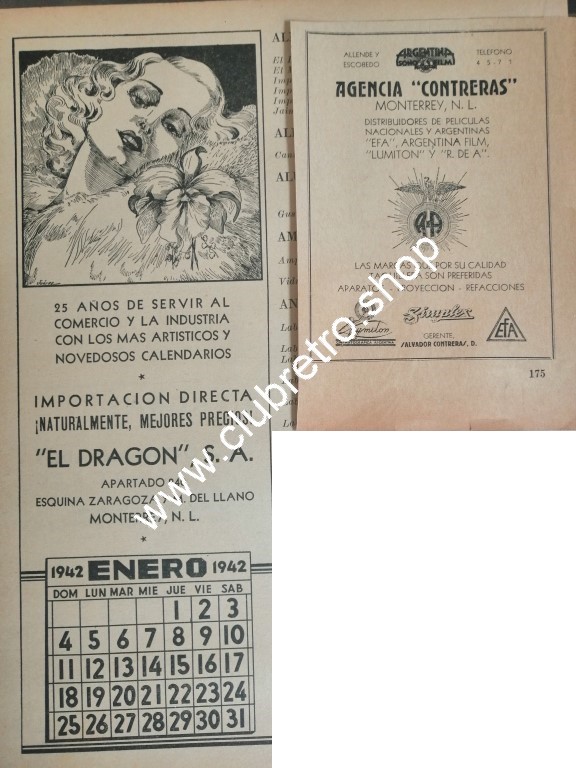 25 AÑOS DE SERVIR AL
COMERCIO Y LA INDUSTRIA
CON LOS MAS ARTISTICOS Y
NOVEDOSOS CALENDARIOS
IMPORTACION DIRECTA
¡NATURALMENTE, MEJORES PRECIOS!
"EL DRAGON", S. A.
APARTADO
ESQUINA ZARAGOZA DEL LLANO
MONTERREY, N. L.
1942 ENERO 1942
DOM LUN MAR MIE JUE VIE SAB
1 2 3
4 5 6 7 8 9 10
11 12 13 14 15 16 17
18 19 20 21 22 23 24
25 26 27 28 29 30 31
ALLENDE Y
ESCOBEDO
ARGENTINA
SONO FILM
TELEFONO
4 5 - 7 1
AGENCIA "CONTRERAS"
MONTERREY, N. L.
DISTRIBUIDORES DE PELICULAS
NACIONALES Y ARGENTINAS
"EFA", ARGENTINA FILM,
"LUMITON" Y "R. DE A".
LAS MARCAS POR SU CALIDAD
SON PREFERIDAS
APARATOS PROYECCION - REFACCIONES
Lumiton
Simplex
EFA
GERENTE,
SALVADOR CONTRERAS, D.
175
www.clubretro.shop